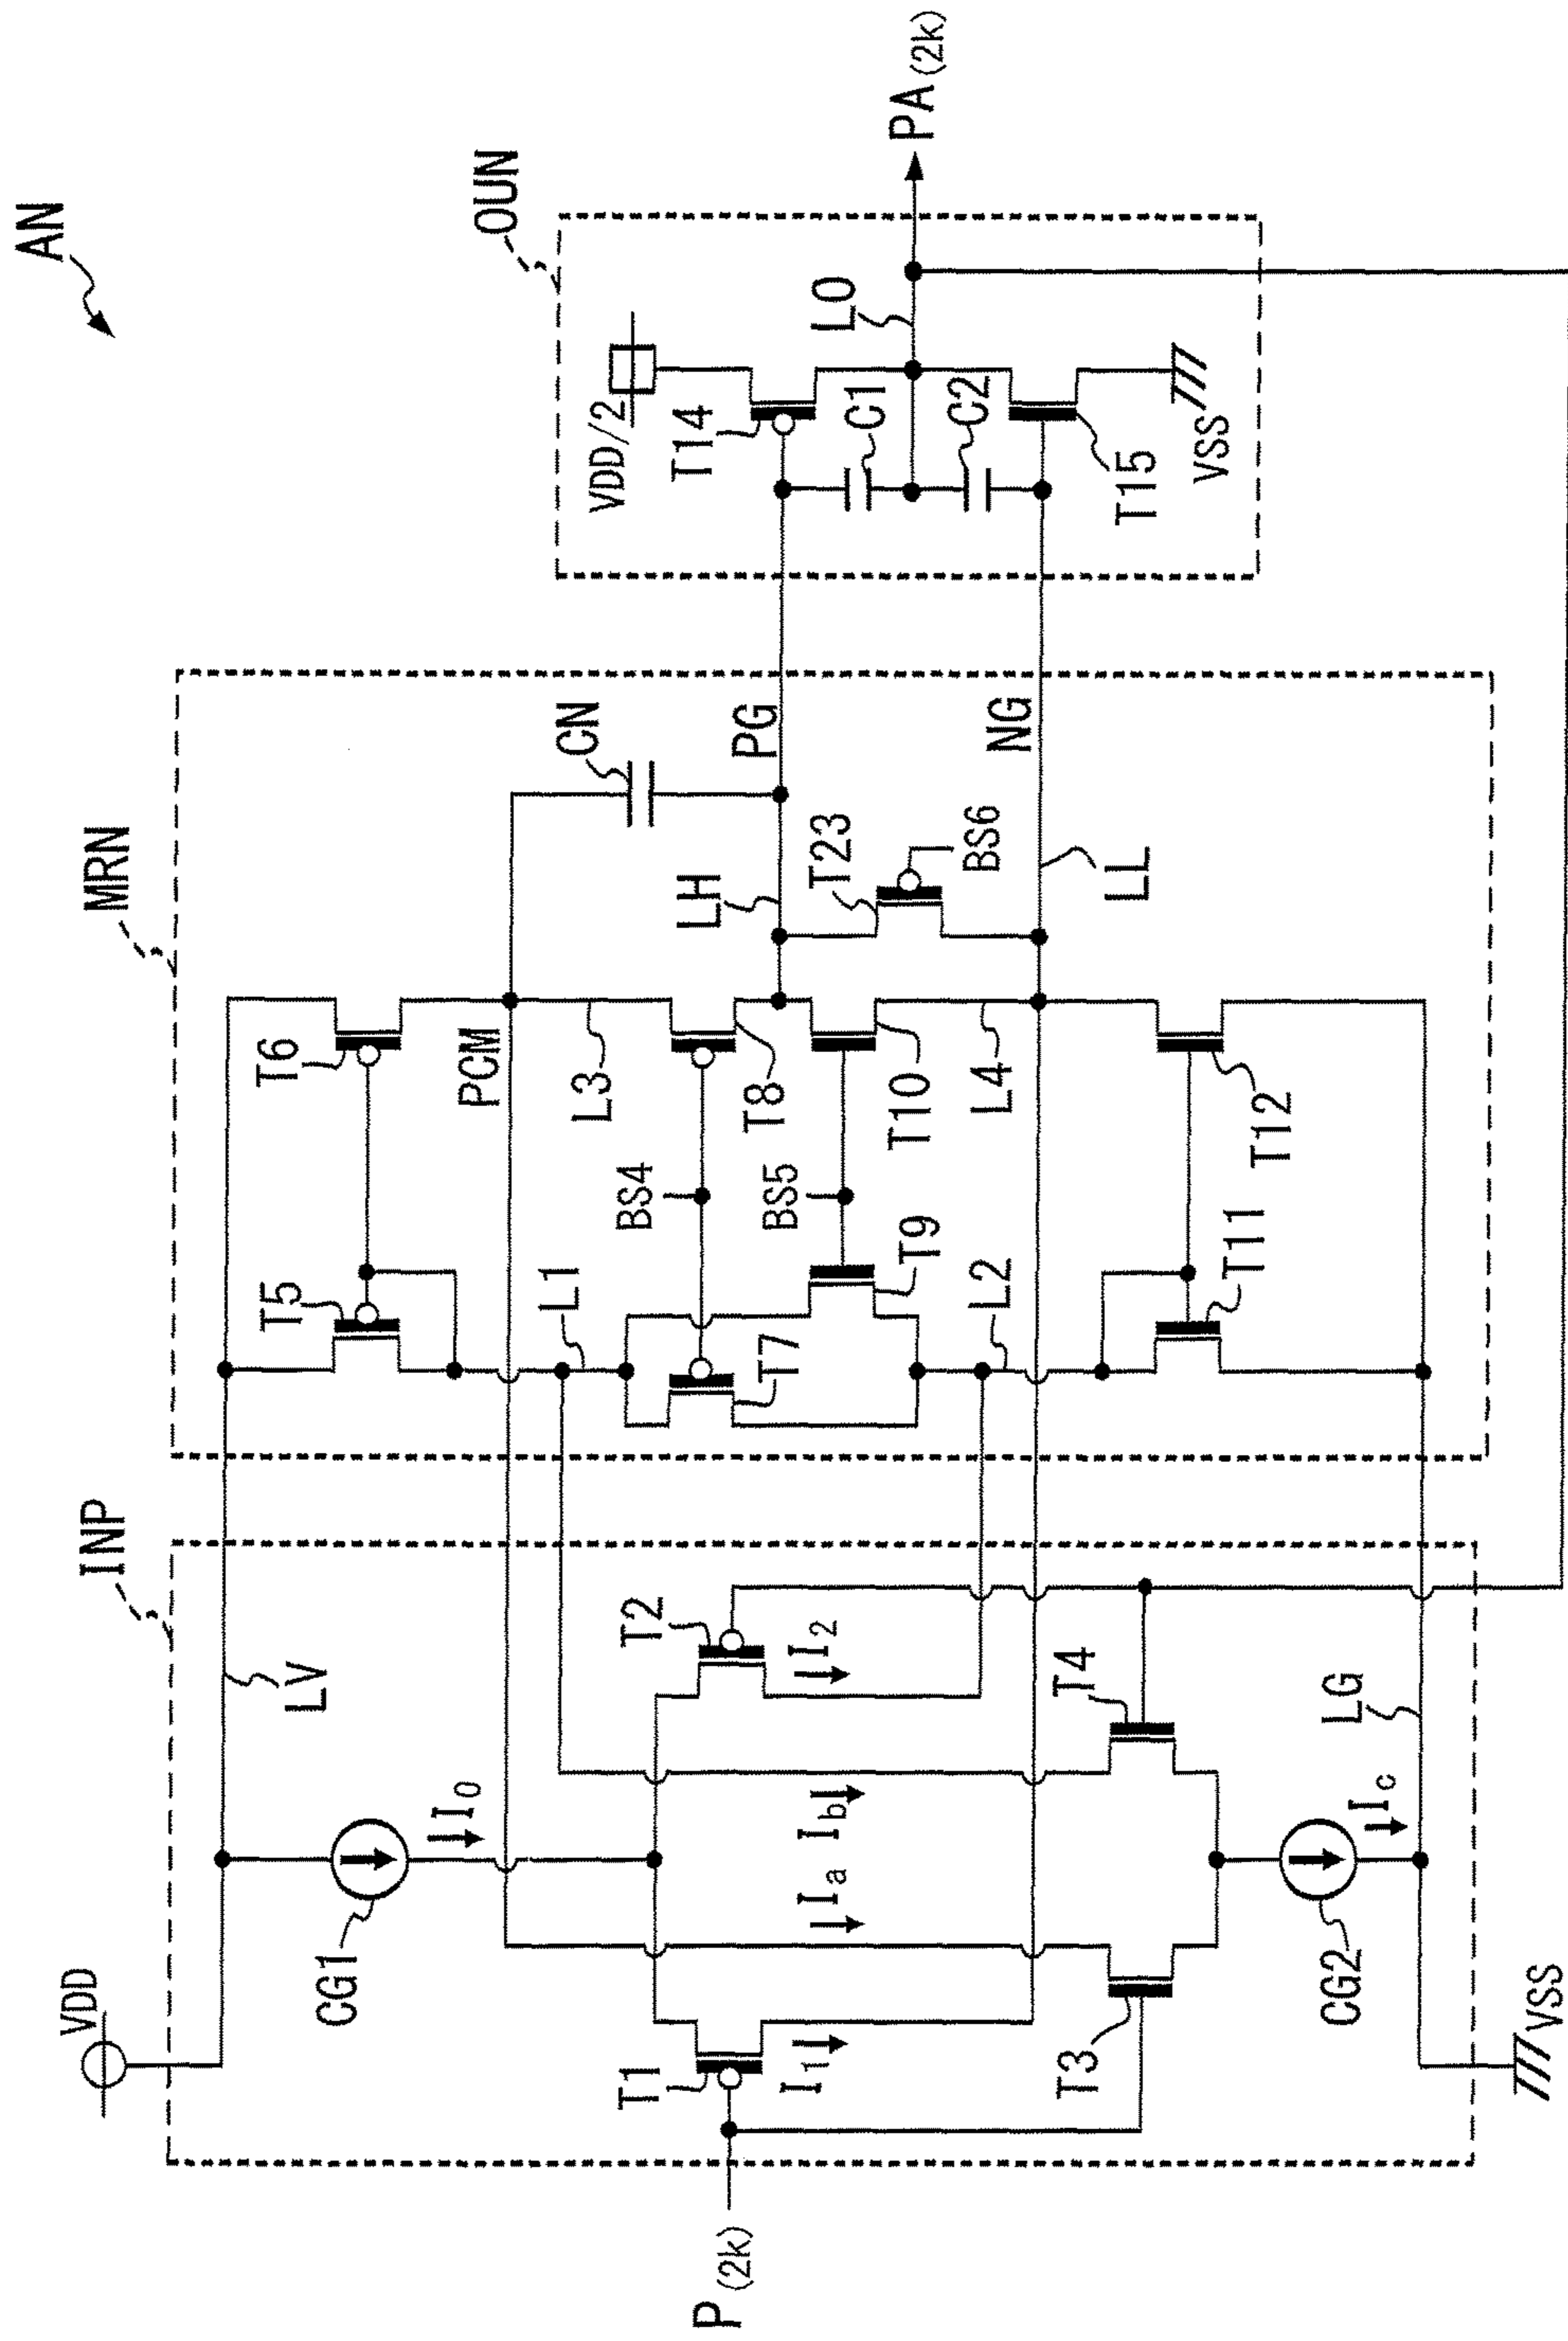 AN
INP
MRN
OUN
VDD
LV
CG1
I0
T5
T6
PCM
L1
L3
CN
VDD/2
T14
T1
T2
BS4
T7
T8
LH
PG
C1
LO
PA(2k)
P(2k)
I1
Ia
Ib
I2
BS5
T9
T10
T23
BS6
C2
T3
T4
L2
L4
NG
LL
T15
VSS
T11
T12
CG2
Ic
LG
VSS